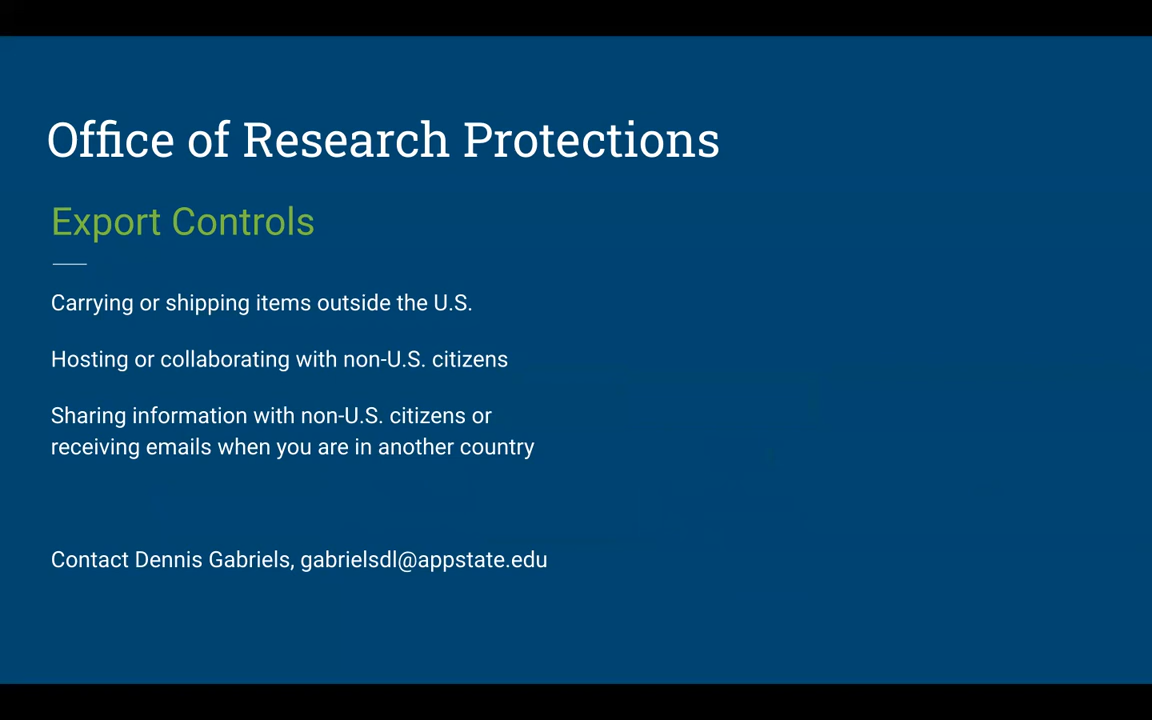 Office of Research Protections
Export Controls
Carrying or shipping items outside the U.S.
Hosting or collaborating with non-U.S. citizens
Sharing information with non-U.S. citizens or
receiving emails when you are in another country
Contact Dennis Gabriels, gabrielsdl@appstate.edu